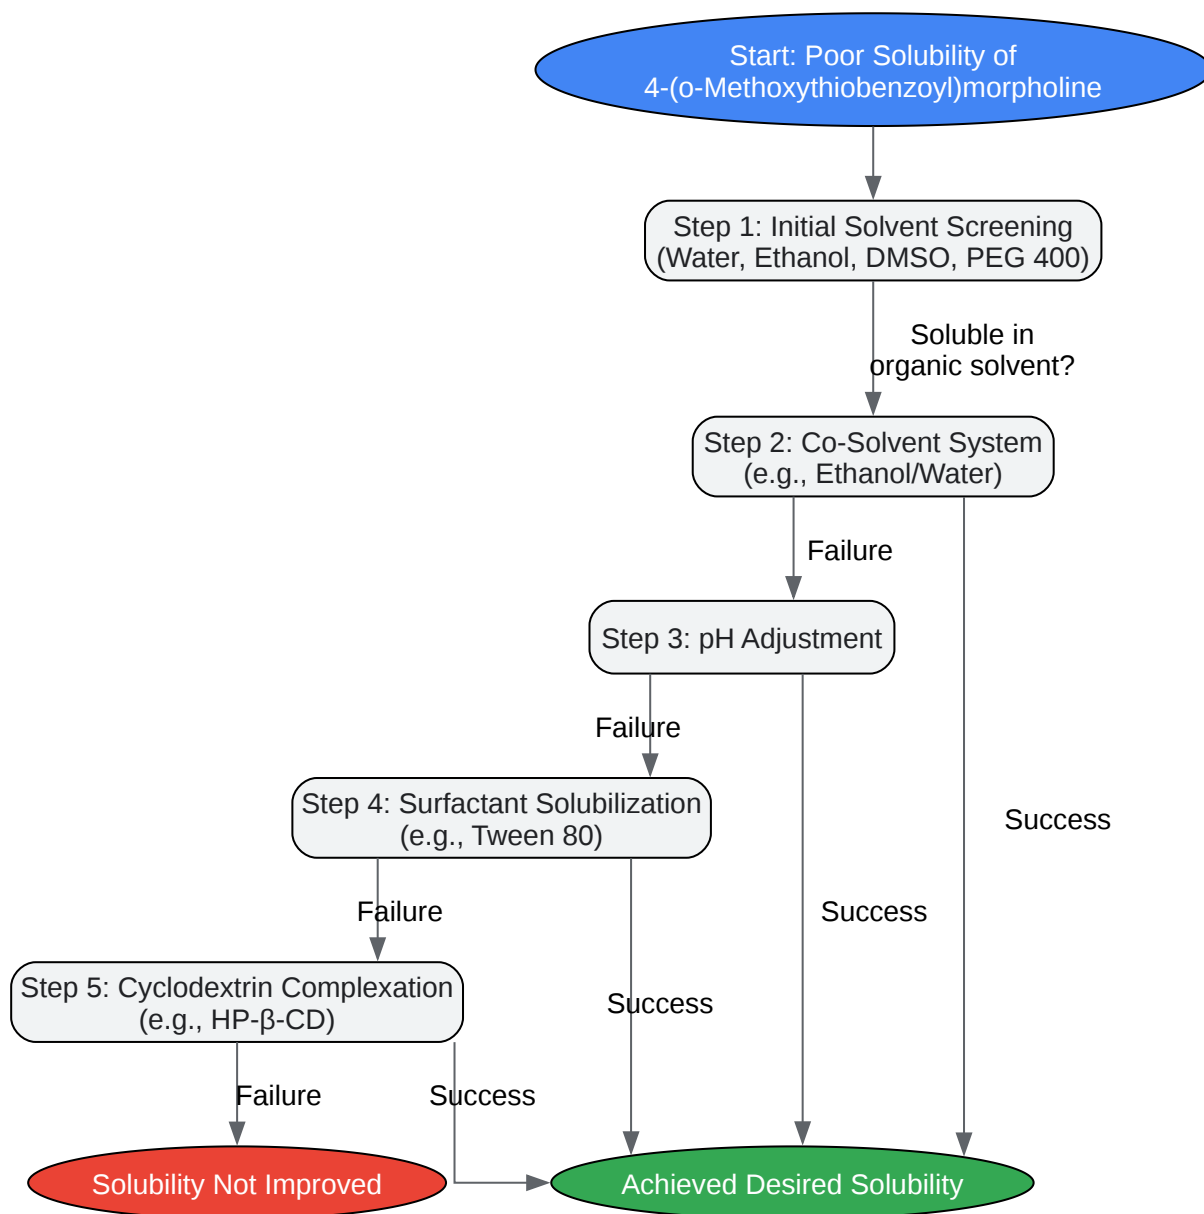 Start: Poor Solubility of
4-(o-Methoxythiobenzoyl)morpholine
Step 1: Initial Solvent Screening
(Water, Ethanol, DMSO, PEG 400)
Soluble in
organic solvent?
Step 2: Co-Solvent System
(e.g., Ethanol/Water)
Failure
Step 3: pH Adjustment
Failure
Step 4: Surfactant Solubilization
(e.g., Tween 80)
Success
Failure
Success
Step 5: Cyclodextrin Complexation
(e.g., HP-β-CD)
Success
Failure
Success
Solubility Not Improved
Achieved Desired Solubility